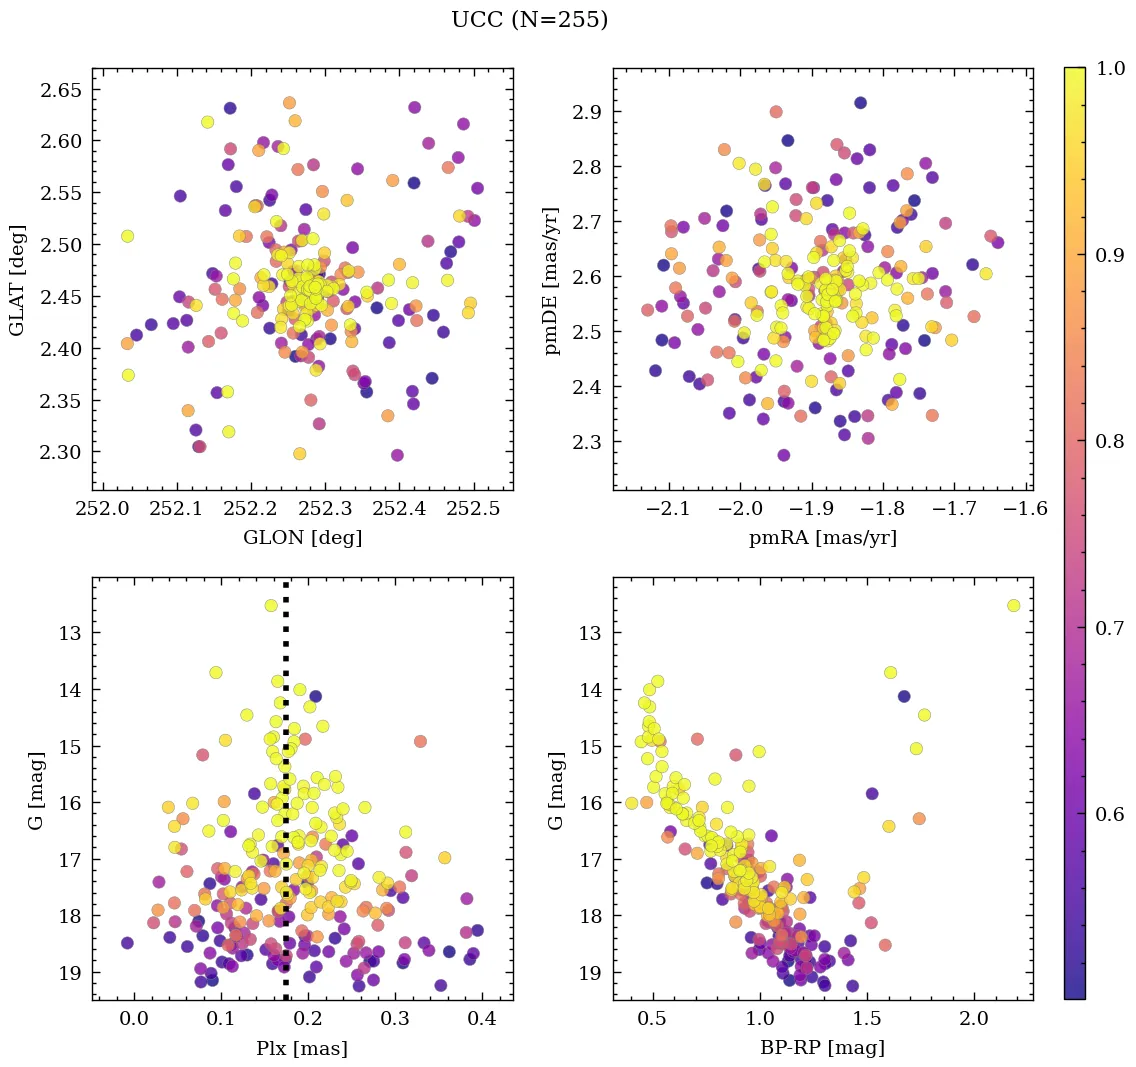 UCC (N=255)
2.65
2.60
2.55
2.50
2.45
2.40
2.35
2.30
GLAT [deg]
252.0 252.1 252.2 252.3 252.4 252.5
GLON [deg]
2.9
2.8
2.7
2.6
2.5
2.4
2.3
pmDE [mas/yr]
−2.1 −2.0 −1.9 −1.8 −1.7 −1.6
pmRA [mas/yr]
13
14
15
16
17
18
19
G [mag]
0.0 0.1 0.2 0.3 0.4
Plx [mas]
13
14
15
16
17
18
19
G [mag]
0.5 1.0 1.5 2.0
BP-RP [mag]
1.0
0.9
0.8
0.7
0.6